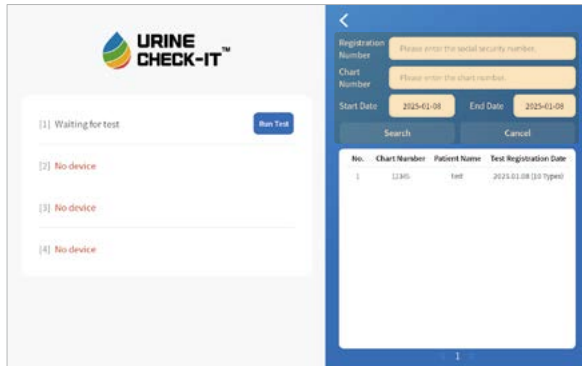 URINE
CHECK-IT™
[1] Waiting for test
Run Test
[2] No device
[3] No device
[4] No device
Registration
Number
Please enter the social security number.
Chart
Number
Please enter the chart number.
Start Date
2025-01-08
End Date
2025-01-08
Search
Cancel
No. Chart Number Patient Name Test Registration Date
1 12345 test 2025.01.08 (10 Types)
1